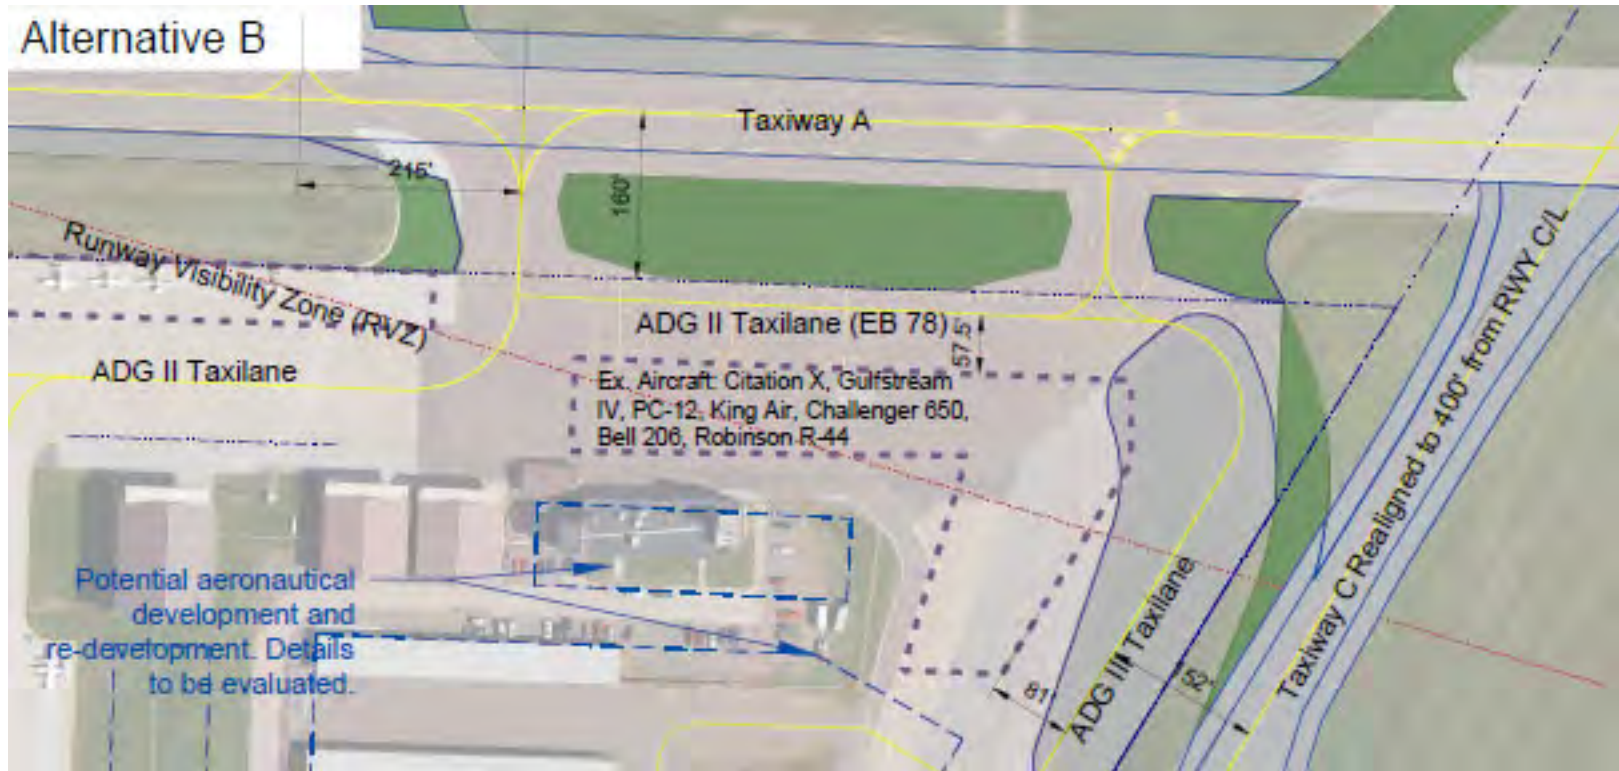 Alternative B
Taxiway A
215'
160'
Runway Visibility Zone (RVZ)
ADG II Taxilane (EB 78)
57.5
ADG II Taxilane
Ex. Aircraft: Citation X, Gulfstream
IV, PC-12, King Air, Challenger 650,
Bell 206, Robinson R-44
Taxiway C Realigned to 400' from RWY C/L
Potential aeronautical
development and
re-development. Details
to be evaluated.
ADG III Taxilane
81'
152'